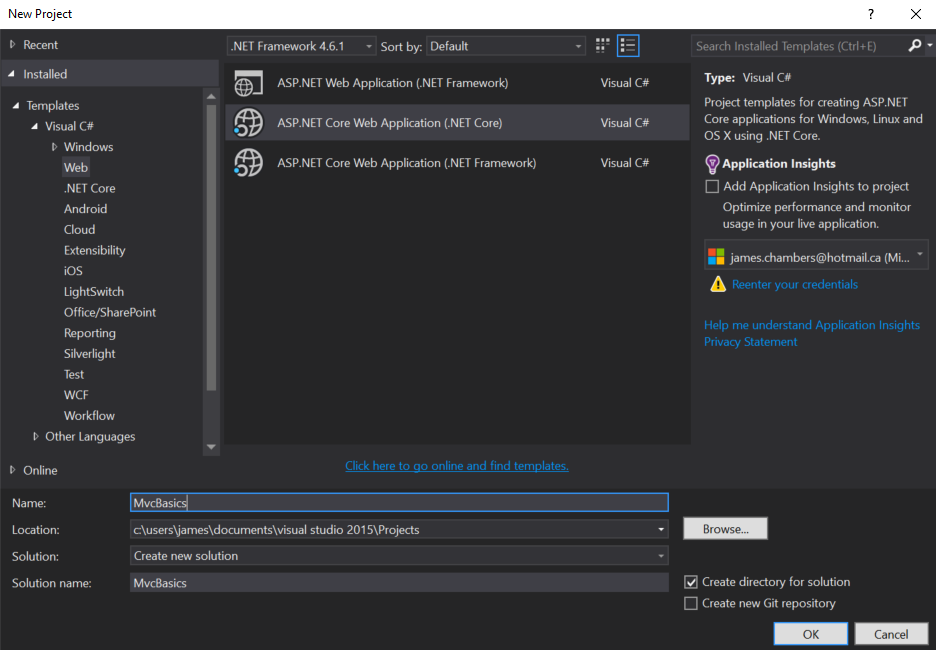 New Project
Recent
.NET Framework 4.6.1
Sort by:
Default
Search Installed Templates (Ctrl+E)
Installed
Templates
Visual C#
Windows
Web
.NET Core
Android
Cloud
Extensibility
iOS
LightSwitch
Office/SharePoint
Reporting
Silverlight
Test
WCF
Workflow
Other Languages
Online
ASP.NET Web Application (.NET Framework) Visual C#
ASP.NET Core Web Application (.NET Core) Visual C#
ASP.NET Core Web Application (.NET Framework) Visual C#
Click here to go online and find templates.
Type: Visual C#
Project templates for creating ASP.NET
Core applications for Windows, Linux and
OS X using .NET Core.
Application Insights
Add Application Insights to project
Optimize performance and monitor
usage in your live application.
james.chambers@hotmail.ca (Mi...
Reenter your credentials
Help me understand Application Insights
Privacy Statement
Name: MvcBasics
Location: c:\users\james\documents\visual studio 2015\Projects
Browse...
Solution: Create new solution
Solution name: MvcBasics
Create directory for solution
Create new Git repository
OK
Cancel